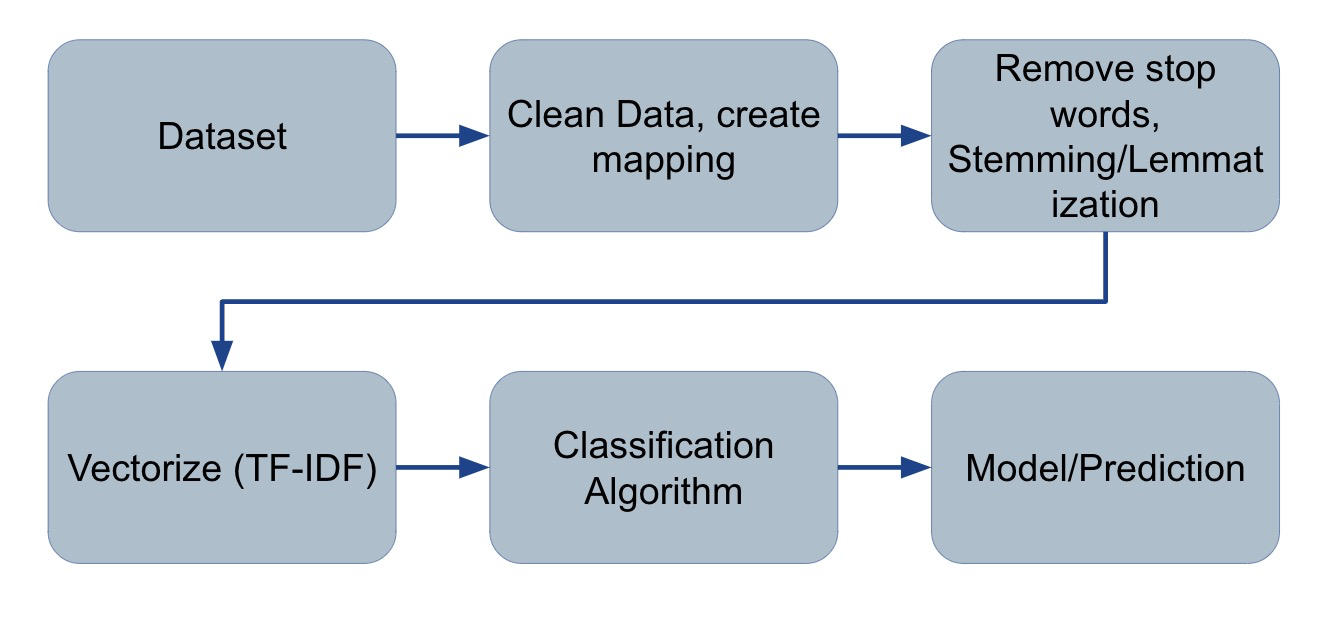 Dataset
Clean Data, create
mapping
Remove stop
words,
Stemming/Lemmat
ization
Vectorize (TF-IDF)
Classification
Algorithm
Model/Prediction